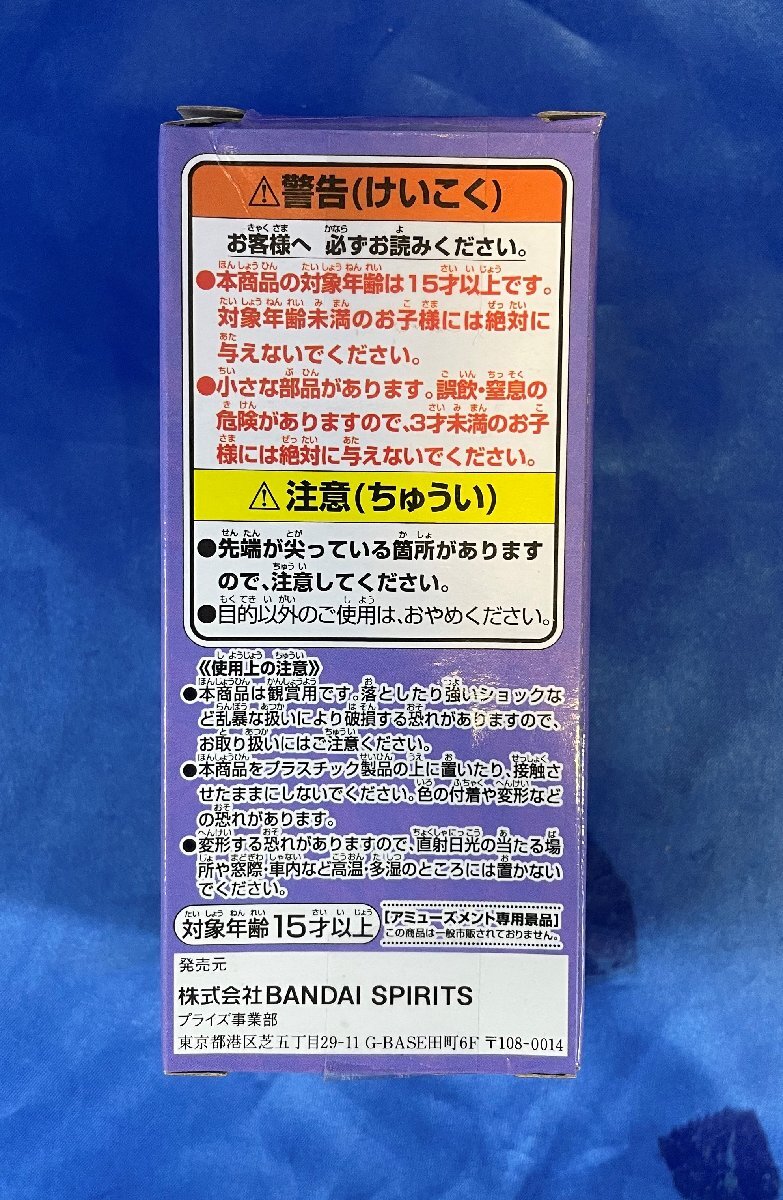 ⚠警告(けいこく)
お客様へ 必ずお読みください。
●本商品の対象年齢は15才以上です。
対象年齢未満のお子様には絶対に
与えないでください。
●小さな部品があります。誤飲・窒息の
危険がありますので、3才未満のお子
様には絶対に与えないでください。
⚠注意(ちゅうい)
●先端が尖っている箇所があります
ので、注意してください。
●目的以外のご使用は、おやめください。
《使用上の注意》
●本商品は観賞用です。落としたり強いショックな
ど乱暴な扱いにより破損する恐れがありますので、
お取り扱いにはご注意ください。
●本商品をプラスチック製品の上に置いたり、接触さ
せたままにしないでください。色の付着や変形など
の恐れがあります。
●変形する恐れがありますので、直射日光の当たる場
所や窓際・車内など高温・多湿のところには置かない
でください。
対象年齢15才以上
[アミューズメント専用景品]
この商品は一般市販されておりません。
発売元
株式会社BANDAI SPIRITS
プライズ事業部
東京都港区芝五丁目29-11 G-BASE田町6F 〒108-0014